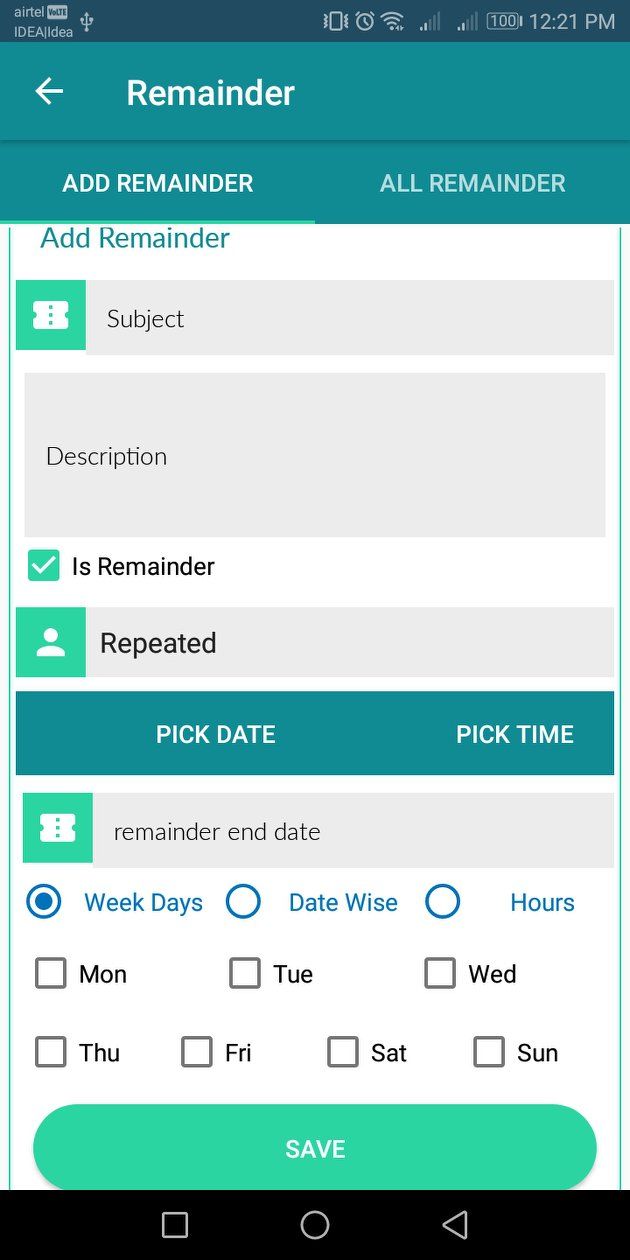 airtel VoLTE
IDEA|Idea
100 12:21 PM
Remainder
ADD REMAINDER ALL REMAINDER
Add Remainder
Subject
Description
Is Remainder
Repeated
PICK DATE PICK TIME
remainder end date
Week Days Date Wise Hours
Mon Tue Wed
Thu Fri Sat Sun
SAVE